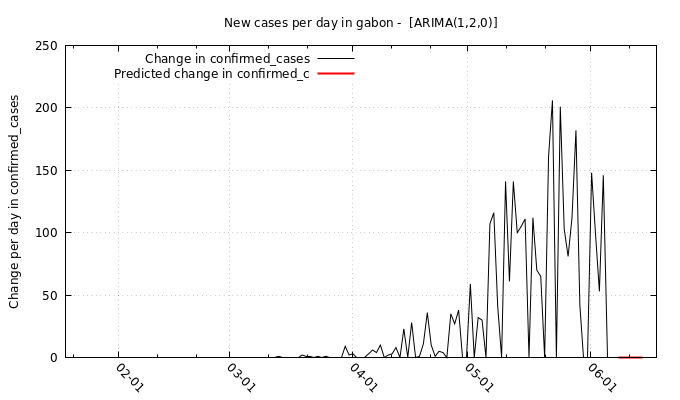 New cases per day in gabon -  [ARIMA(1,2,0)]
Change in confirmed_cases
Predicted change in confirmed_c
Change per day in confirmed_cases
250
200
150
100
50
0
02-01
03-01
04-01
05-01
06-01